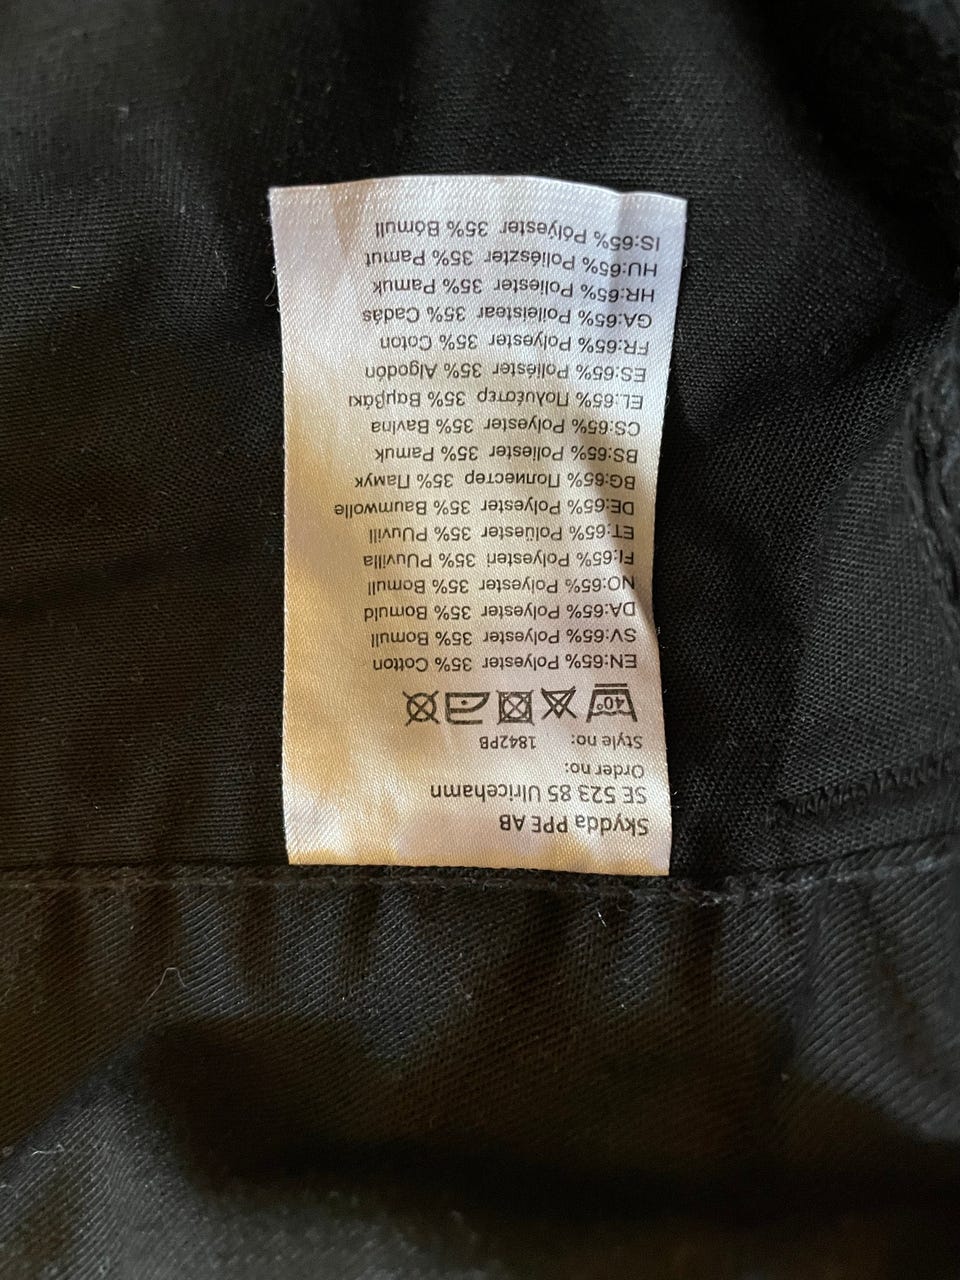 Skydda PPE AB
SE 523 85 Ulricehamn
Order no:
Style no: 1842PB
40°
EN:65% Polyester 35% Cotton
SV:65% Polyester 35% Bomull
DA:65% Polyester 35% Bomuld
NO:65% Polyester 35% Bomull
FI:65% Polyesteri 35% PUuvilla
ET:65% Polüester 35% PUuvill
DE:65% Polyester 35% Baumwolle
BG:65% Полиестер 35% Памук
BS:65% Poliester 35% Pamuk
CS:65% Polyester 35% Bavlna
EL:65% Πολυέστερ 35% Βαμβάκι
ES:65% Poliéster 35% Algodón
FR:65% Polyester 35% Coton
GA:65% Polleistear 35% Cadás
HR:65% Poliester 35% Pamuk
HU:65% Poliészter 35% Pamut
IS:65% Pólýester 35% Bómull